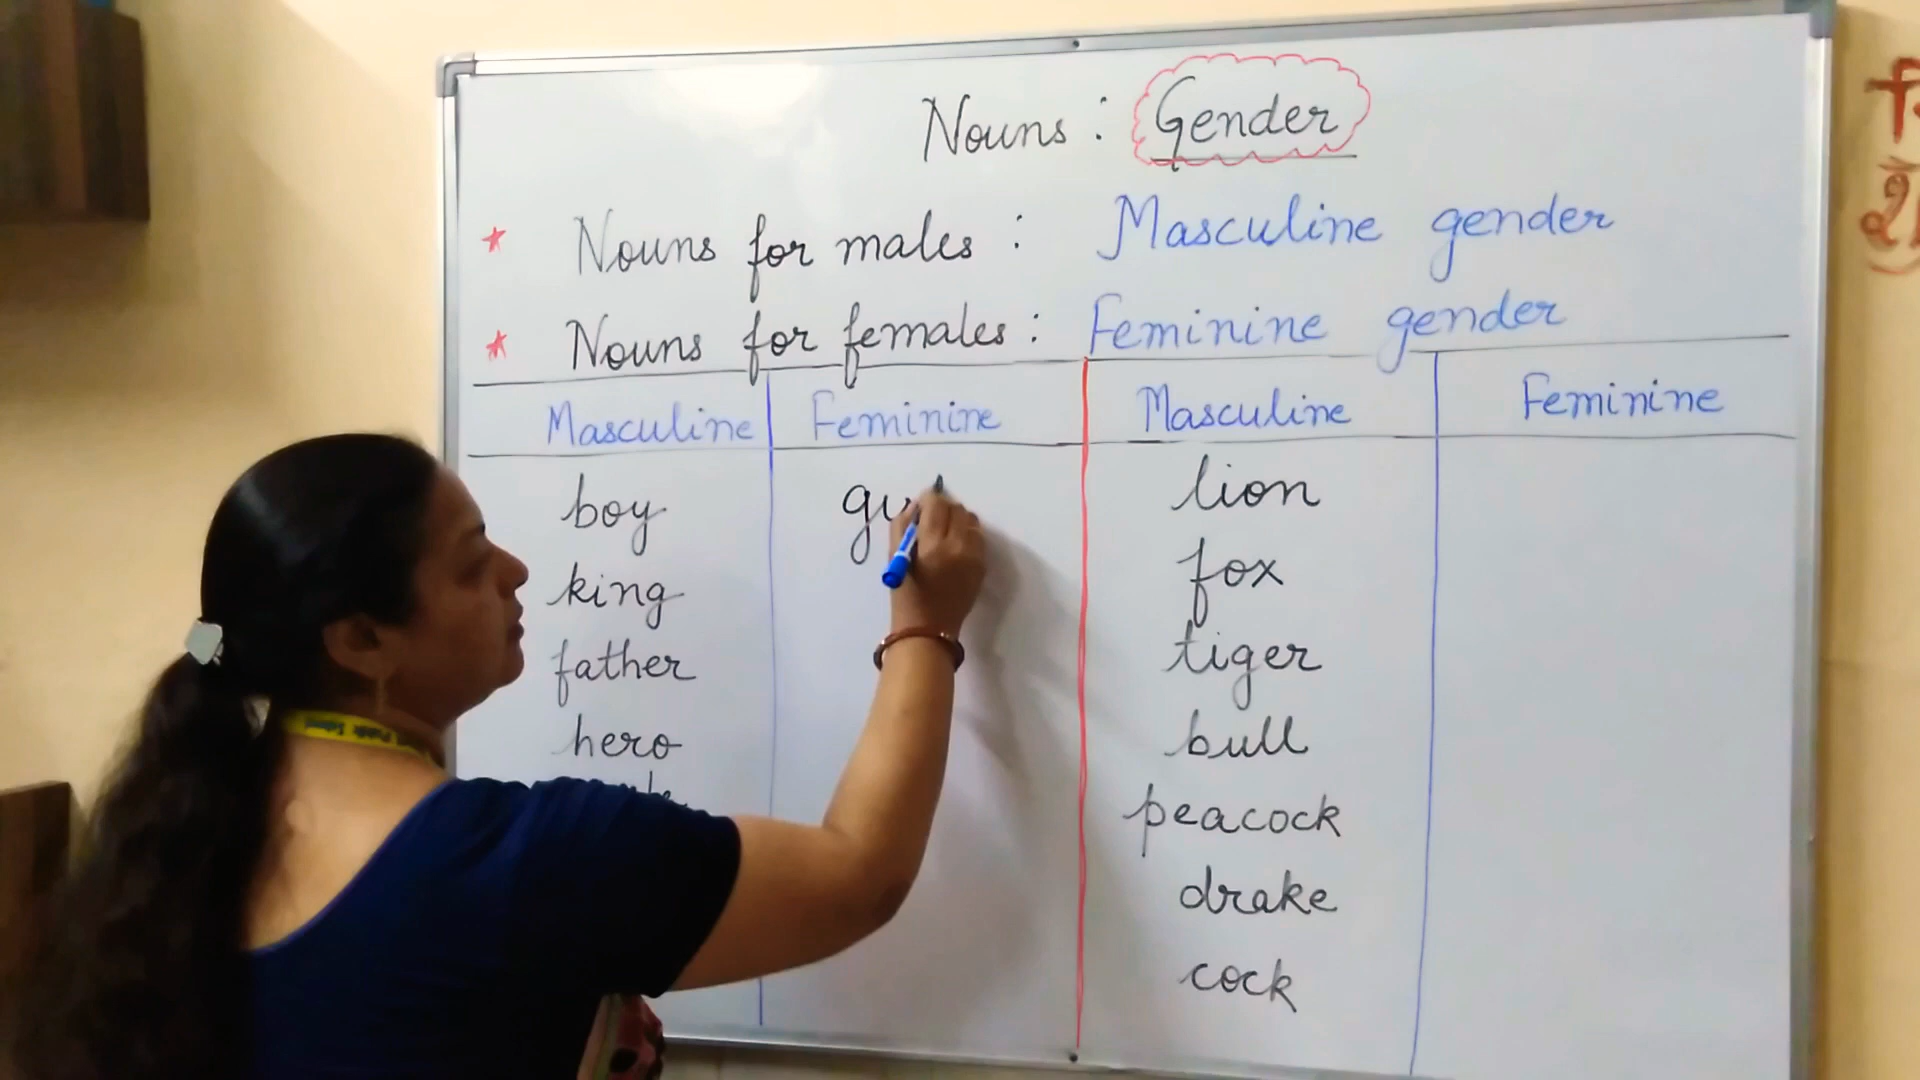 Nouns : Gender
* Nouns for males : Masculine gender
* Nouns for females : Feminine gender
Masculine Feminine Masculine Feminine
boy lion
king fox
father tiger
hero bull
peacock
drake
cock